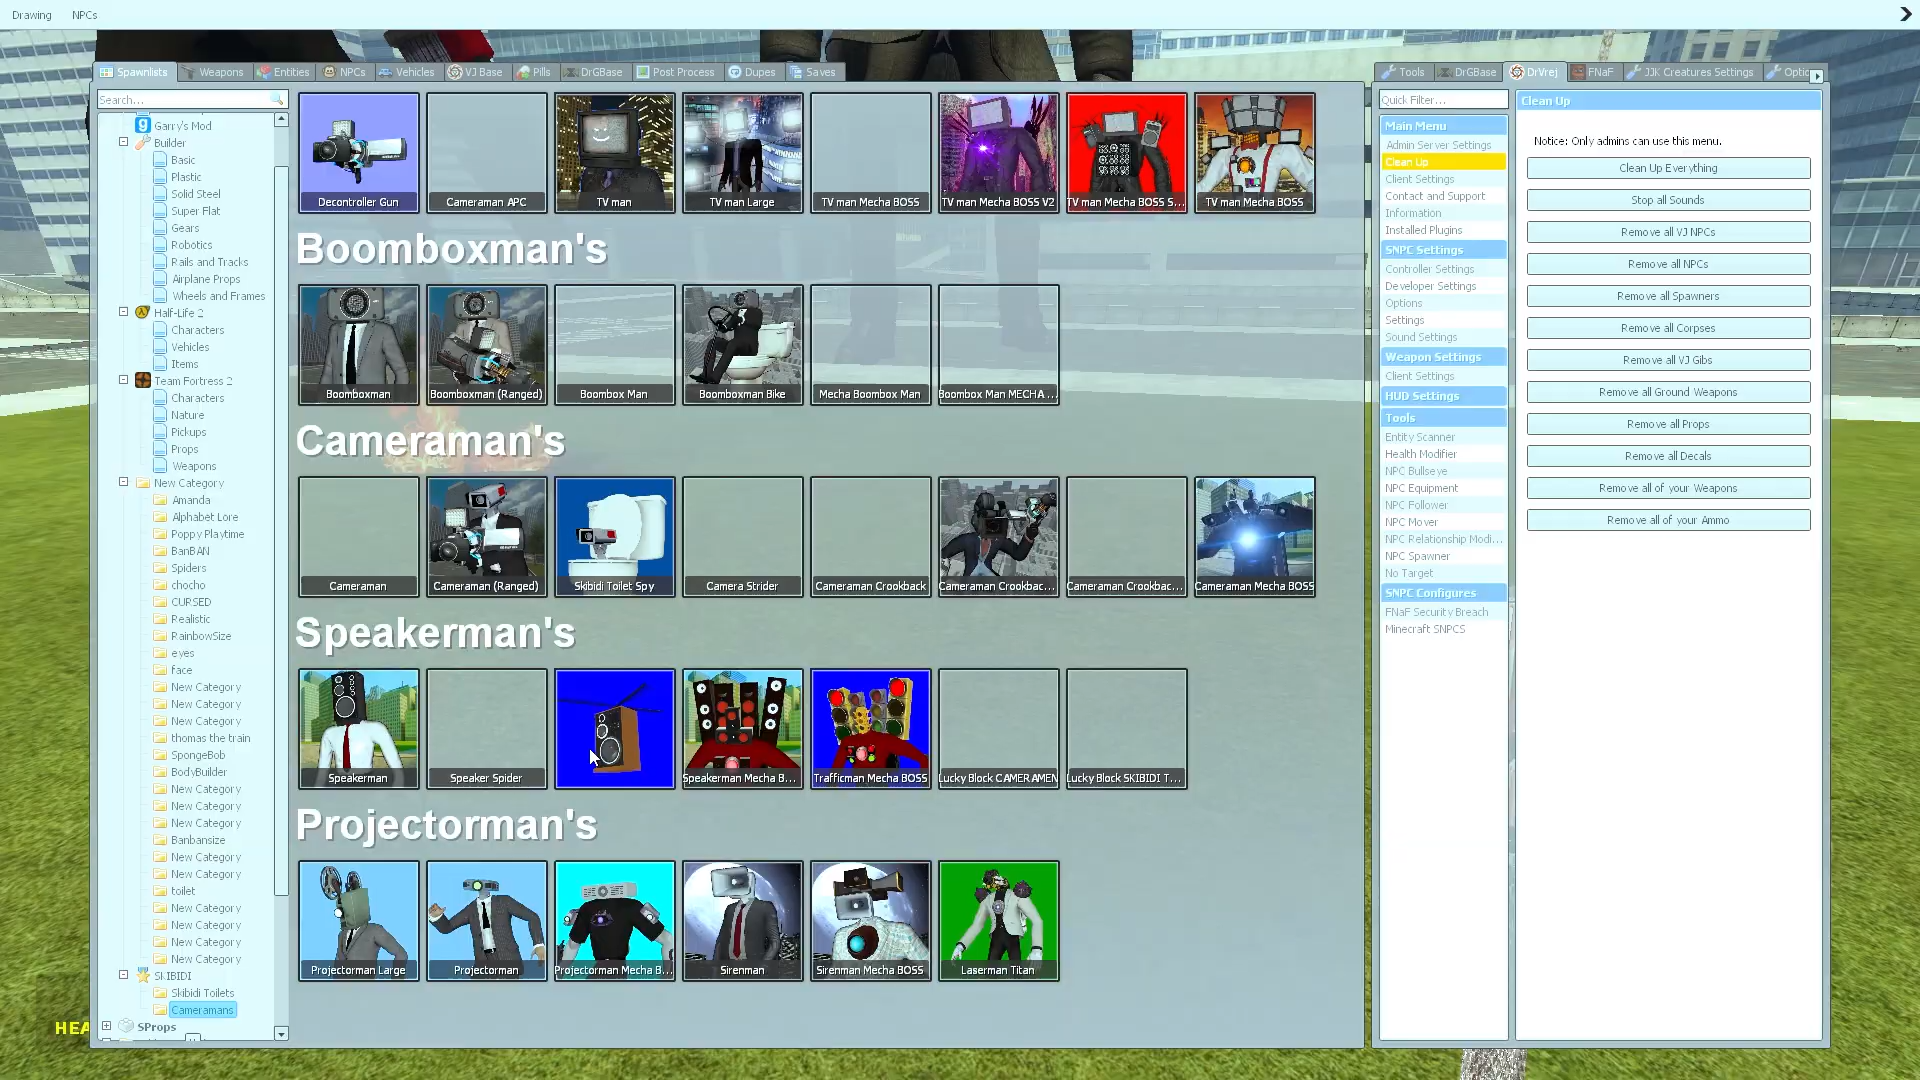 Drawing NPCs
Spawnlists Weapons Entities NPCs Vehicles VJ Base Pills DrGBase Post Process Dupes Saves
Search...
Garry's Mod
Builder
Basic
Plastic
Solid Steel
Super Flat
Gears
Robotics
Rails and Tracks
Airplane Props
Wheels and Frames
Half-Life 2
Characters
Vehicles
Items
Team Fortress 2
Characters
Nature
Pickups
Props
Weapons
New Category
Amanda
Alphabet Lore
Poppy Playtime
BanBAN
Spiders
chocho
CURSED
Realistic
RainbowSize
eyes
face
New Category
New Category
New Category
thomas the train
SpongeBob
BodyBuilder
New Category
New Category
New Category
Banbansize
New Category
New Category
toilet
New Category
New Category
New Category
New Category
SKIBIDI
Skibidi Toilets
Cameramans
SProps
HEA
Decontroller Gun Cameraman APC TV man TV man Large TV man Mecha BOSS TV man Mecha BOSS V2 TV man Mecha BOSS S... TV man Mecha BOSS
Boomboxman's
Boomboxman Boomboxman (Ranged) Boombox Man Boomboxman Bike Mecha Boombox Man Boombox Man MECHA ...
Cameraman's
Cameraman Cameraman (Ranged) Skibidi Toilet Spy Camera Strider Cameraman Crookback Cameraman Crookbac... Cameraman Crookbac... Cameraman Mecha BOSS
Speakerman's
Speakerman Speaker Spider Speakerman Mecha B... Trafficman Mecha BOSS Lucky Block CAMERAMEN Lucky Block SKIBIDI T...
Projectorman's
Projectorman Large Projectorman Projectorman Mecha B... Sirenman Sirenman Mecha BOSS Laserman Titan
Tools DrGBase DrVrej FNaF JJK Creatures Settings Optic
Quick Filter...
Main Menu
Admin Server Settings
Clean Up
Client Settings
Contact and Support
Information
Installed Plugins
SNPC Settings
Controller Settings
Developer Settings
Options
Settings
Sound Settings
Weapon Settings
Client Settings
HUD Settings
Tools
Entity Scanner
Health Modifier
NPC Bullseye
NPC Equipment
NPC Follower
NPC Mover
NPC Relationship Modi...
NPC Spawner
No Target
SNPC Configures
FNaF Security Breach
Minecraft SNPCS
Clean Up
Notice: Only admins can use this menu.
Clean Up Everything
Stop all Sounds
Remove all VJ NPCs
Remove all NPCs
Remove all Spawners
Remove all Corpses
Remove all VJ Gibs
Remove all Ground Weapons
Remove all Props
Remove all Decals
Remove all of your Weapons
Remove all of your Ammo